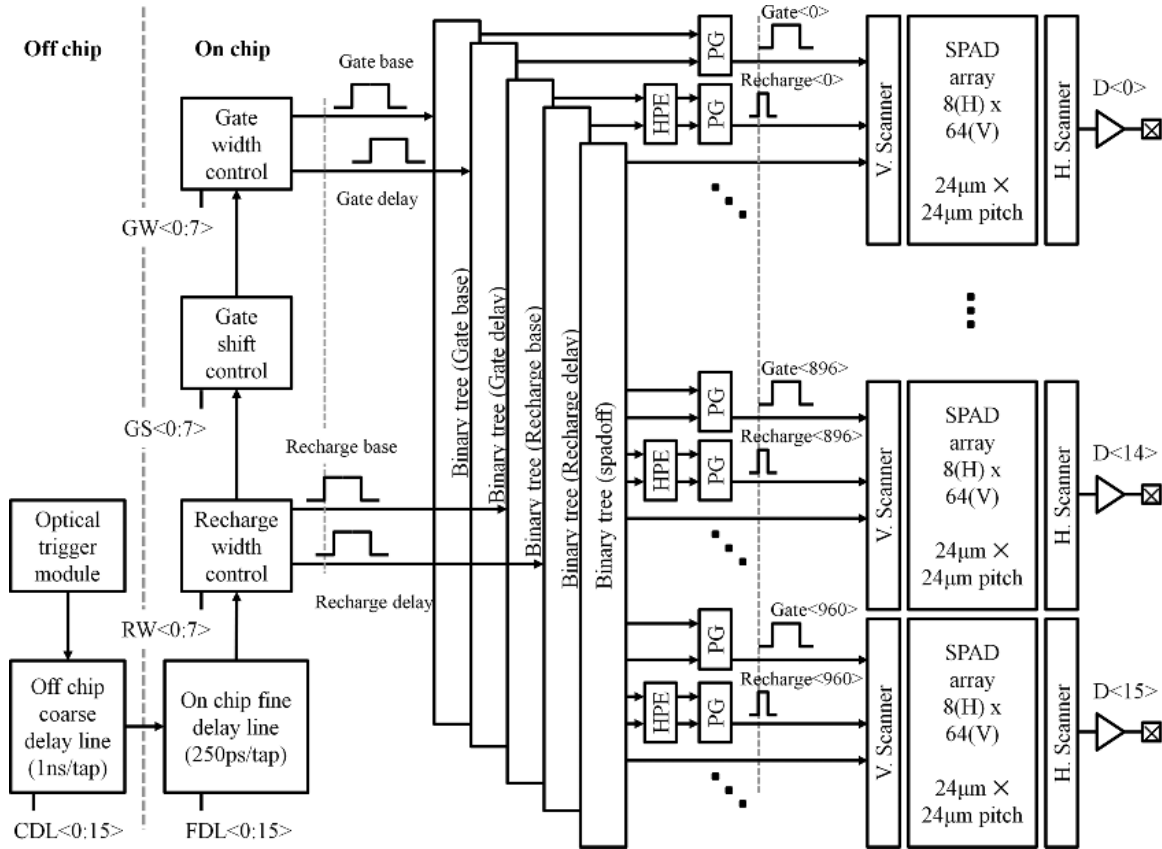 Off chip
On chip
Gate base
Gate
width
control
Gate delay
GW<0:7>
Gate
shift
control
GS<0:7>
Recharge base
Optical
trigger
module
Recharge
width
control
Recharge delay
RW<0:7>
Off chip
coarse
delay line
(1ns/tap)
On chip fine
delay line
(250ps/tap)
CDL<0:15>
FDL<0:15>
Binary tree (Gate base)
Binary tree (Gate delay)
Binary tree (Recharge base)
Binary tree (Recharge delay)
Binary tree (spadoff)
PG
Gate<0>
HPE
PG
Recharge<0>
V. Scanner
SPAD
array
8(H) x
64(V)
24μm ×
24μm pitch
H. Scanner
D<0>
PG
Gate<896>
HPE
PG
Recharge<896>
V. Scanner
SPAD
array
8(H) x
64(V)
24μm ×
24μm pitch
H. Scanner
D<14>
PG
Gate<960>
HPE
PG
Recharge<960>
V. Scanner
SPAD
array
8(H) x
64(V)
24μm ×
24μm pitch
H. Scanner
D<15>